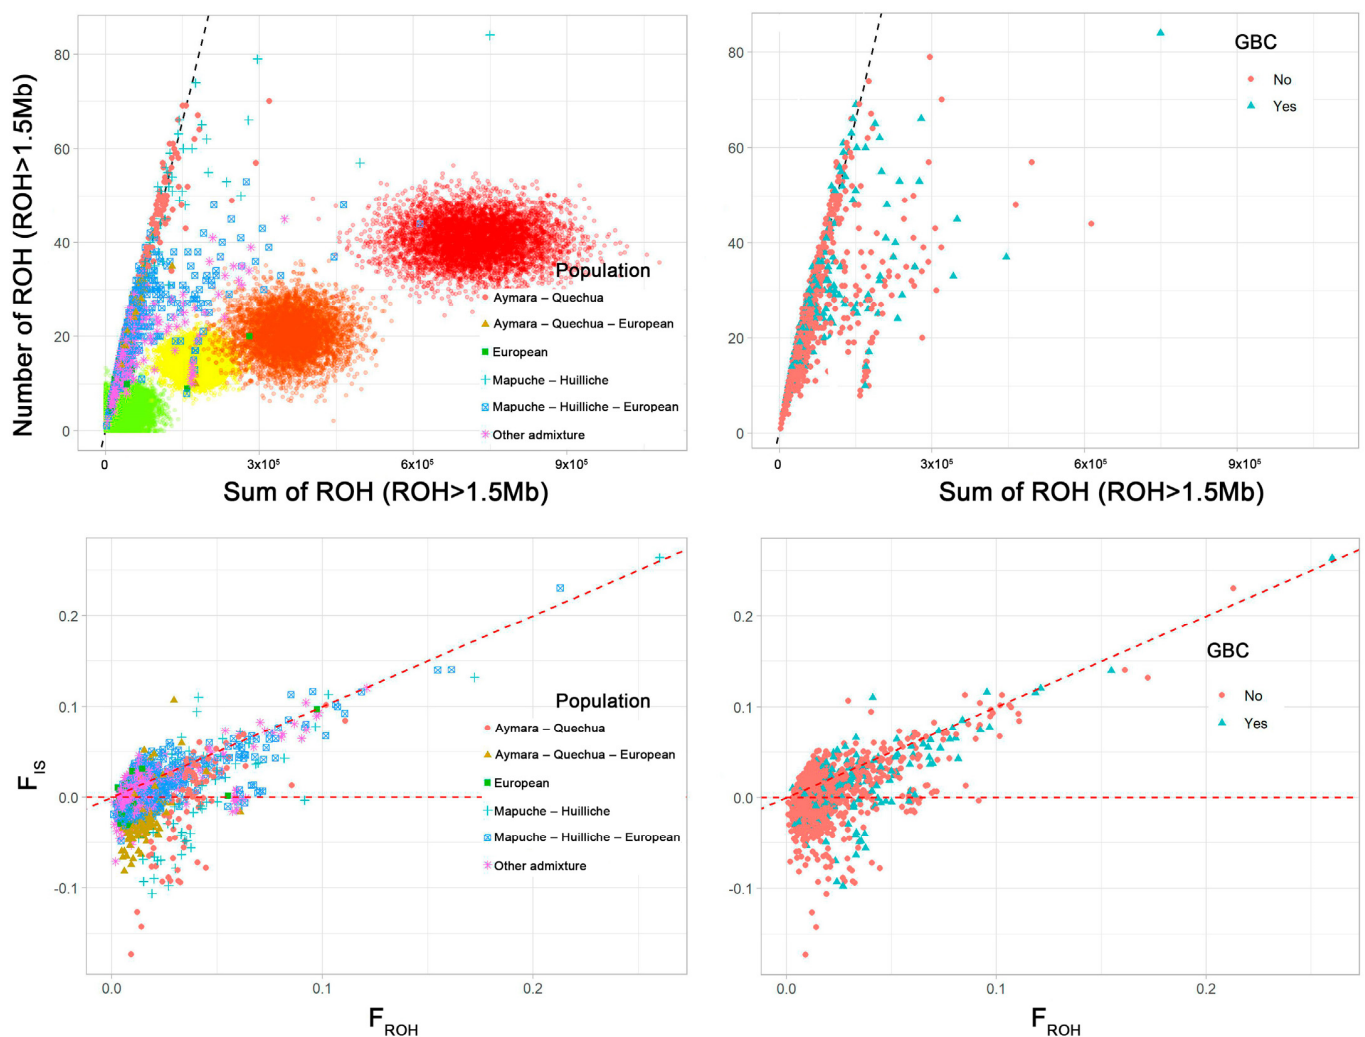 Number of ROH (ROH>1.5Mb)
80
60
40
20
0
0
3x10⁵
6x10⁵
9x10⁵
Sum of ROH (ROH>1.5Mb)
Population
Aymara – Quechua
Aymara – Quechua – European
European
Mapuche – Huilliche
Mapuche – Huilliche – European
Other admixture
80
60
40
20
0
0
3x10⁵
6x10⁵
9x10⁵
Sum of ROH (ROH>1.5Mb)
GBC
No
Yes
F_IS
0.2
0.1
0.0
-0.1
0.0
0.1
0.2
F_ROH
Population
Aymara – Quechua
Aymara – Quechua – European
European
Mapuche – Huilliche
Mapuche – Huilliche – European
Other admixture
0.2
0.1
0.0
-0.1
0.0
0.1
0.2
F_ROH
GBC
No
Yes